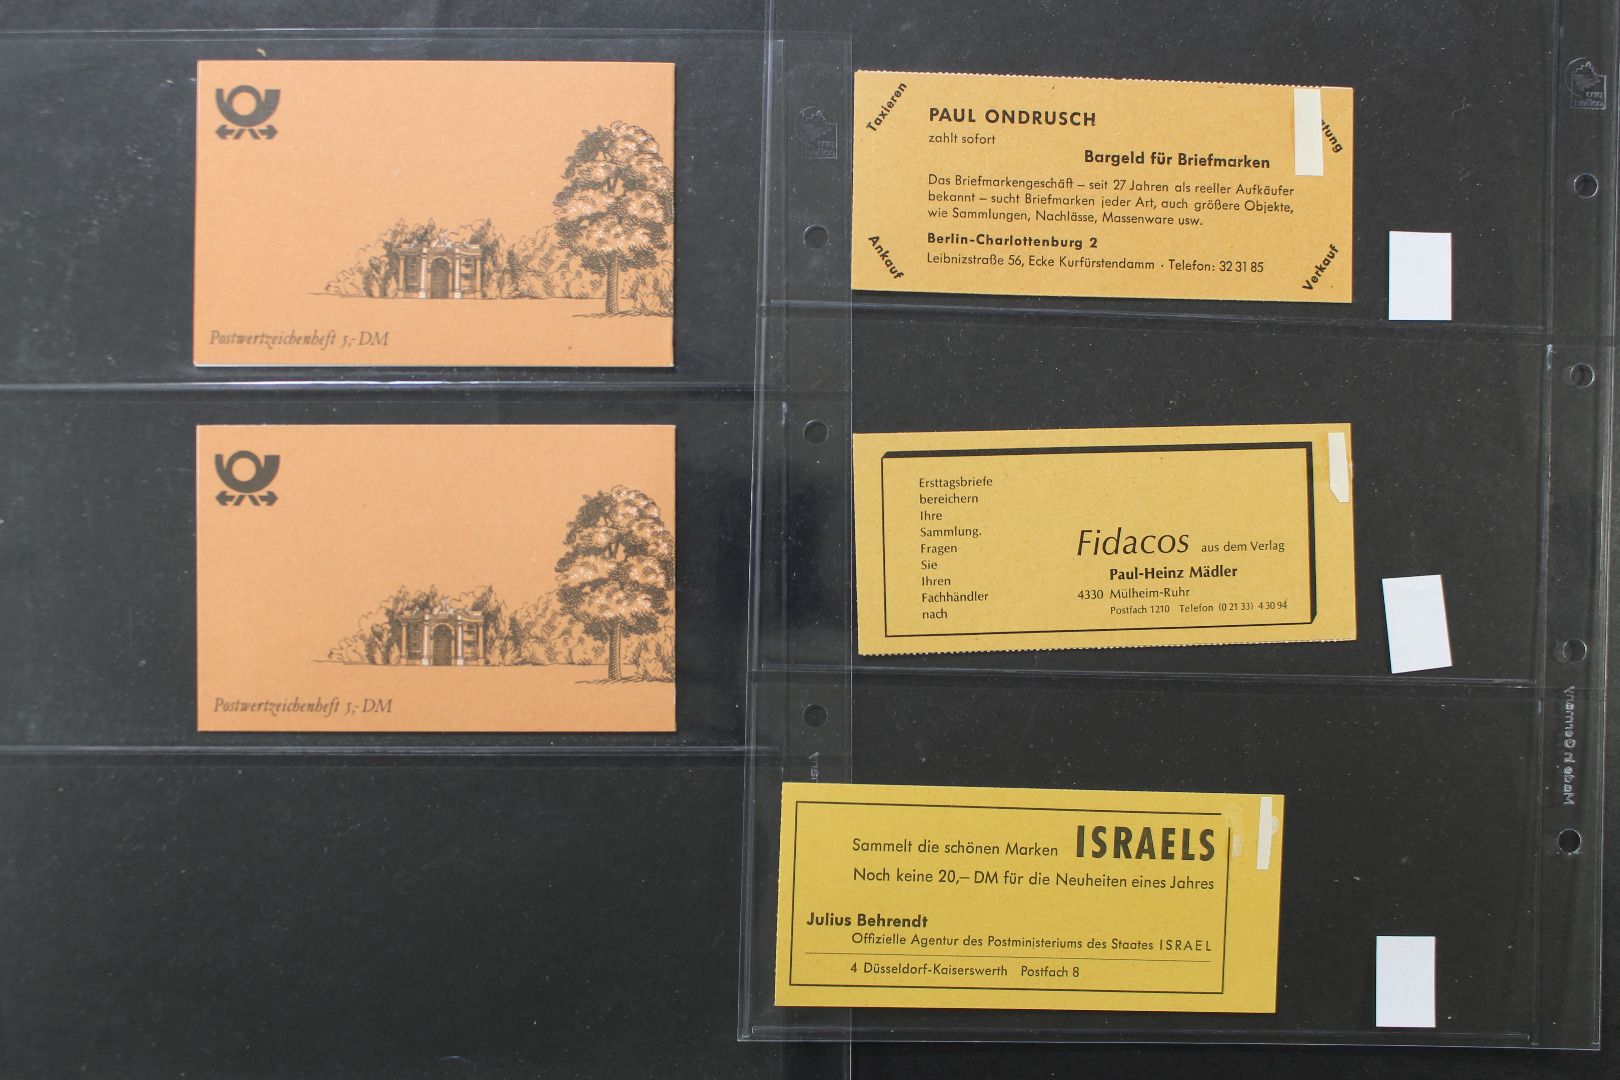 Postwertzeichenheft 5,- DM
Postwertzeichenheft 5,- DM
Taxieren
PAUL ONDRUSCH
zahlt sofort
Bargeld für Briefmarken
Das Briefmarkengeschäft – seit 27 Jahren als reeller Aufkäufer
bekannt – sucht Briefmarken jeder Art, auch größere Objekte,
wie Sammlungen, Nachlässe, Massenware usw.
Berlin-Charlottenburg 2
Leibnizstraße 56, Ecke Kurfürstendamm · Telefon: 32 31 85
Ankauf
Verkauf
Ersttagsbriefe
bereichern
Ihre
Sammlung.
Fragen
Sie
Ihren
Fachhändler
nach
Fidacos aus dem Verlag
Paul-Heinz Mädler
4330 Mülheim-Ruhr
Postfach 1210 Telefon (0 21 33) 4 30 94
Sammelt die schönen Marken ISRAELS
Noch keine 20,– DM für die Neuheiten eines Jahres
Julius Behrendt
Offizielle Agentur des Postministeriums des Staates ISRAEL
4 Düsseldorf-Kaiserswerth Postfach 8
Made in Germany